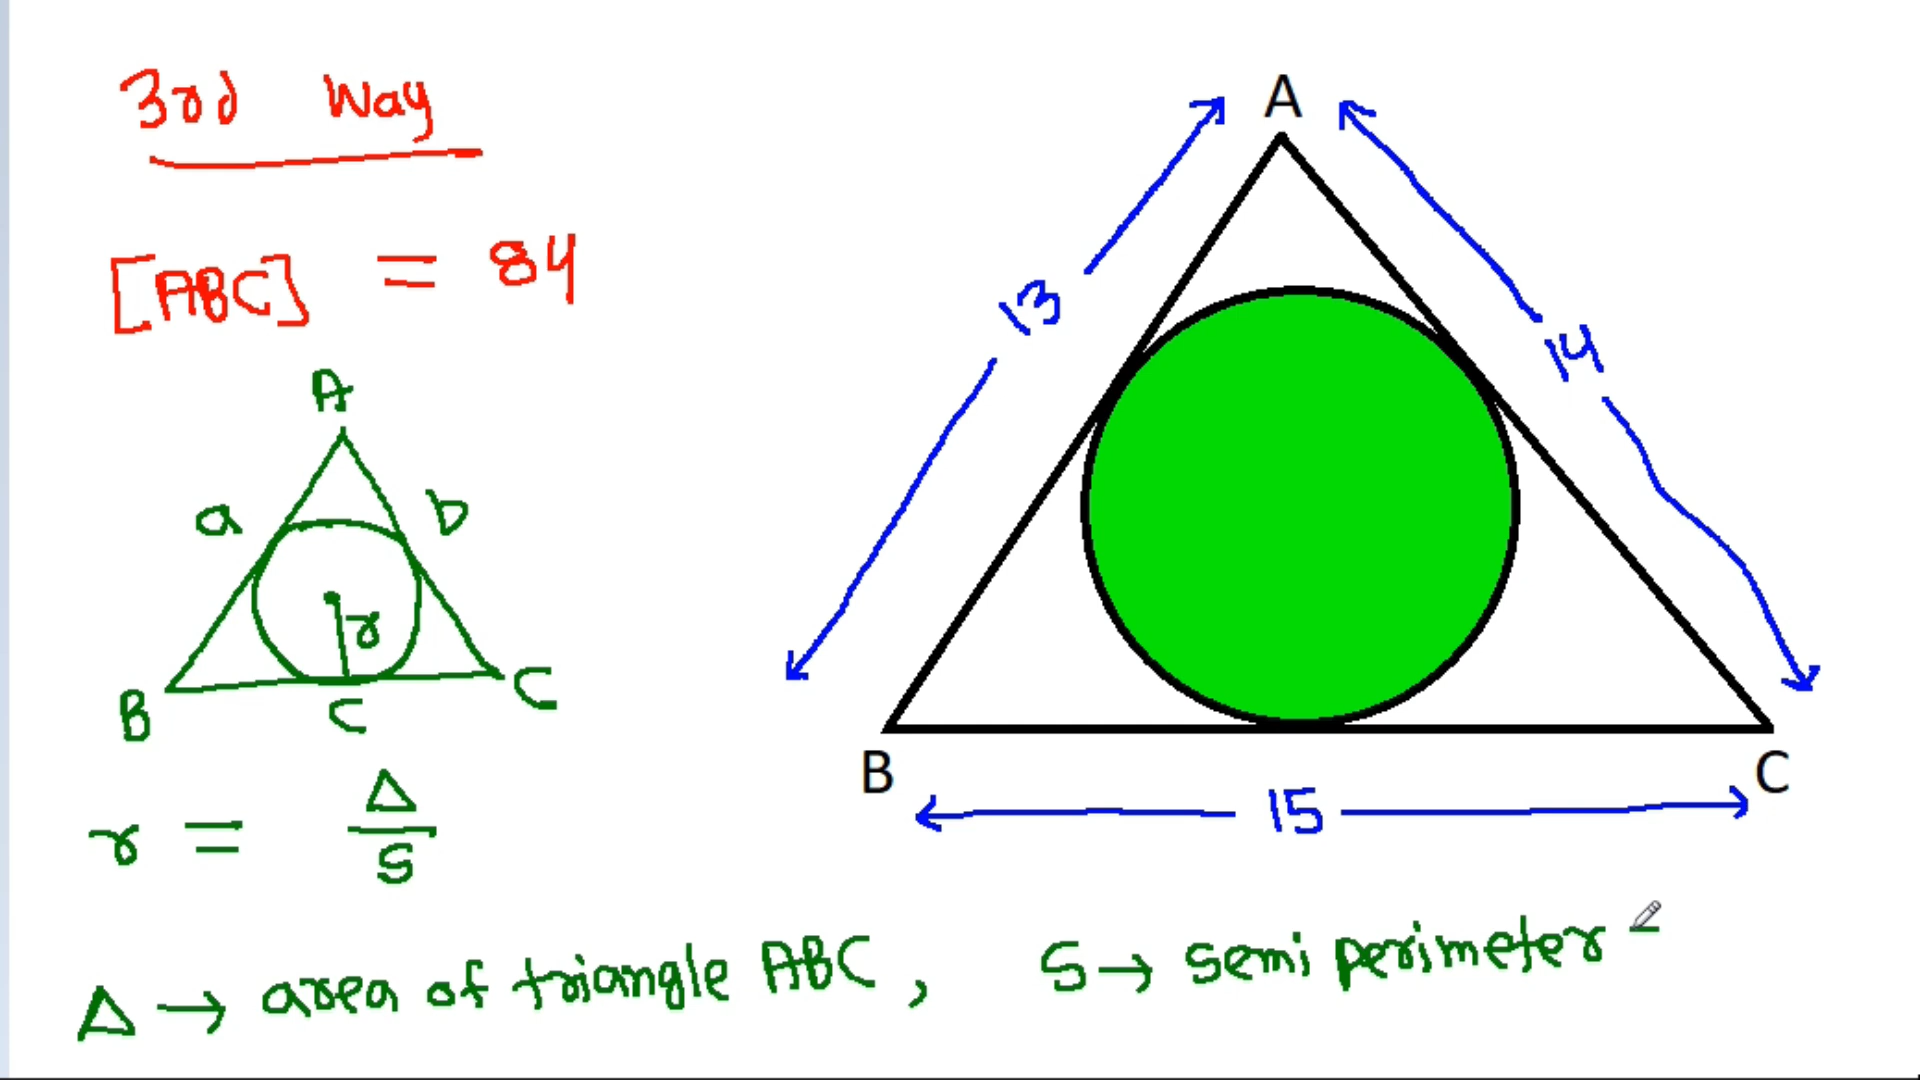 3rd Way
[ABC] = 84
A
a b
r
B C C
r = Δ/S
Δ → area of triangle ABC, S → semi perimeter
A
13
14
B C
15